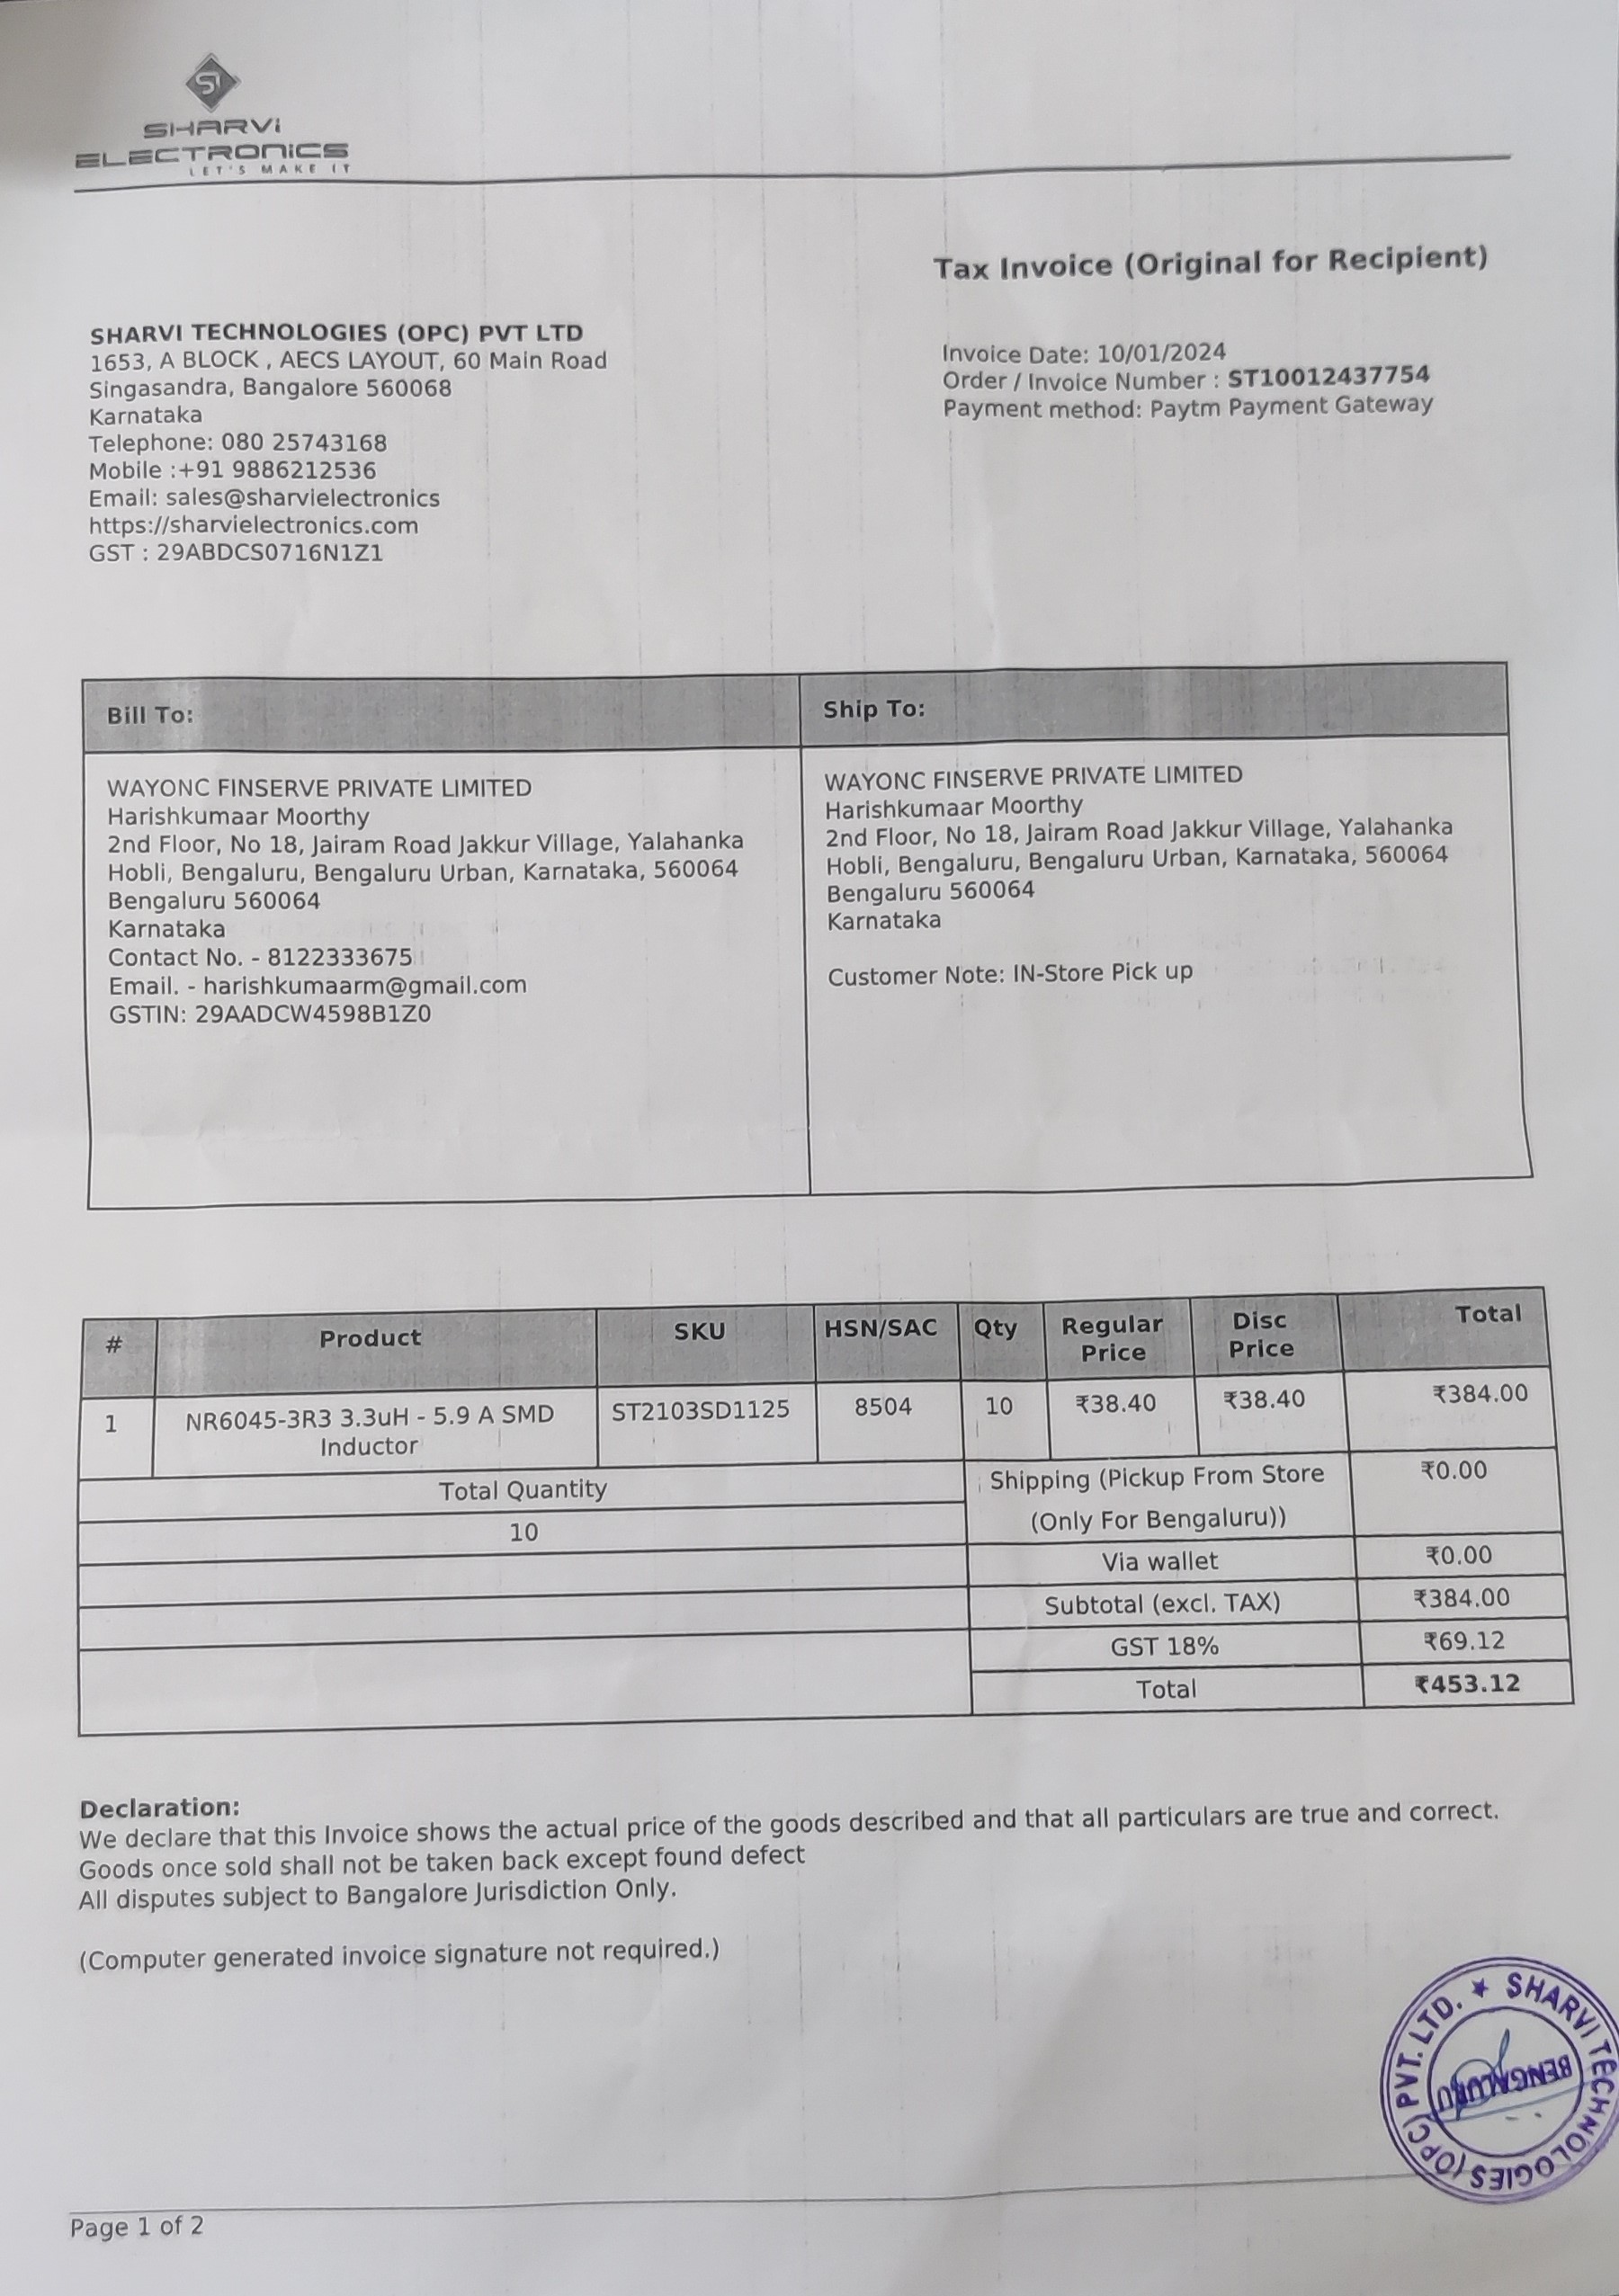 SHARVi
ELECTRONICS
LET'S MAKE IT
Tax Invoice (Original for Recipient)
SHARVI TECHNOLOGIES (OPC) PVT LTD
1653, A BLOCK , AECS LAYOUT, 60 Main Road
Singasandra, Bangalore 560068
Karnataka
Telephone: 080 25743168
Mobile :+91 9886212536
Email: sales@sharvielectronics
https://sharvielectronics.com
GST : 29ABDCS0716N1Z1
Invoice Date: 10/01/2024
Order / Invoice Number : ST10012437754
Payment method: Paytm Payment Gateway
Bill To:
WAYONC FINSERVE PRIVATE LIMITED
Harishkumaar Moorthy
2nd Floor, No 18, Jairam Road Jakkur Village, Yalahanka
Hobli, Bengaluru, Bengaluru Urban, Karnataka, 560064
Bengaluru 560064
Karnataka
Contact No. - 8122333675
Email. - harishkumaarm@gmail.com
GSTIN: 29AADCW4598B1Z0
Ship To:
WAYONC FINSERVE PRIVATE LIMITED
Harishkumaar Moorthy
2nd Floor, No 18, Jairam Road Jakkur Village, Yalahanka
Hobli, Bengaluru, Bengaluru Urban, Karnataka, 560064
Bengaluru 560064
Karnataka
Customer Note: IN-Store Pick up
# Product SKU HSN/SAC Qty Regular Price Disc Price Total
1 NR6045-3R3 3.3uH - 5.9 A SMD Inductor ST2103SD1125 8504 10 ₹38.40 ₹38.40 ₹384.00
Total Quantity
10
Shipping (Pickup From Store (Only For Bengaluru)) ₹0.00
Via wallet ₹0.00
Subtotal (excl. TAX) ₹384.00
GST 18% ₹69.12
Total ₹453.12
Declaration:
We declare that this Invoice shows the actual price of the goods described and that all particulars are true and correct.
Goods once sold shall not be taken back except found defect
All disputes subject to Bangalore Jurisdiction Only.
(Computer generated invoice signature not required.)
SHARVI TECHNOLOGIES (OPC) PVT. LTD. ★
BENGALURU
Page 1 of 2